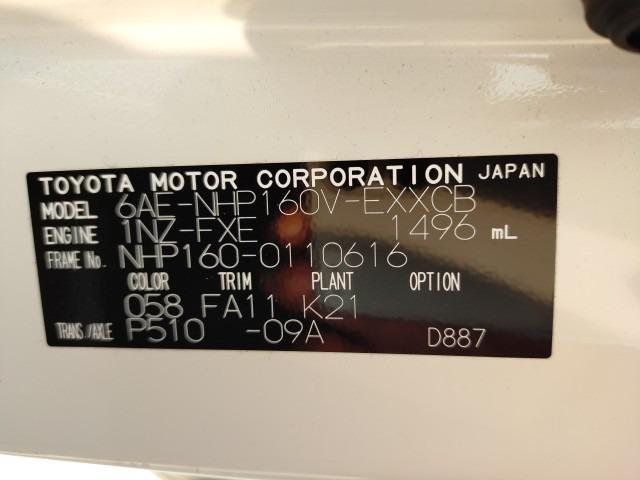 TOYOTA MOTOR CORPORATION JAPAN
MODEL 6AE-NHP160V-EXXCB
ENGINE 1NZ-FXE 1496 mL
FRAME No. NHP160-0110616
COLOR TRIM PLANT OPTION
058 FA11 K21
TRANS./AXLE P510 -09A D887